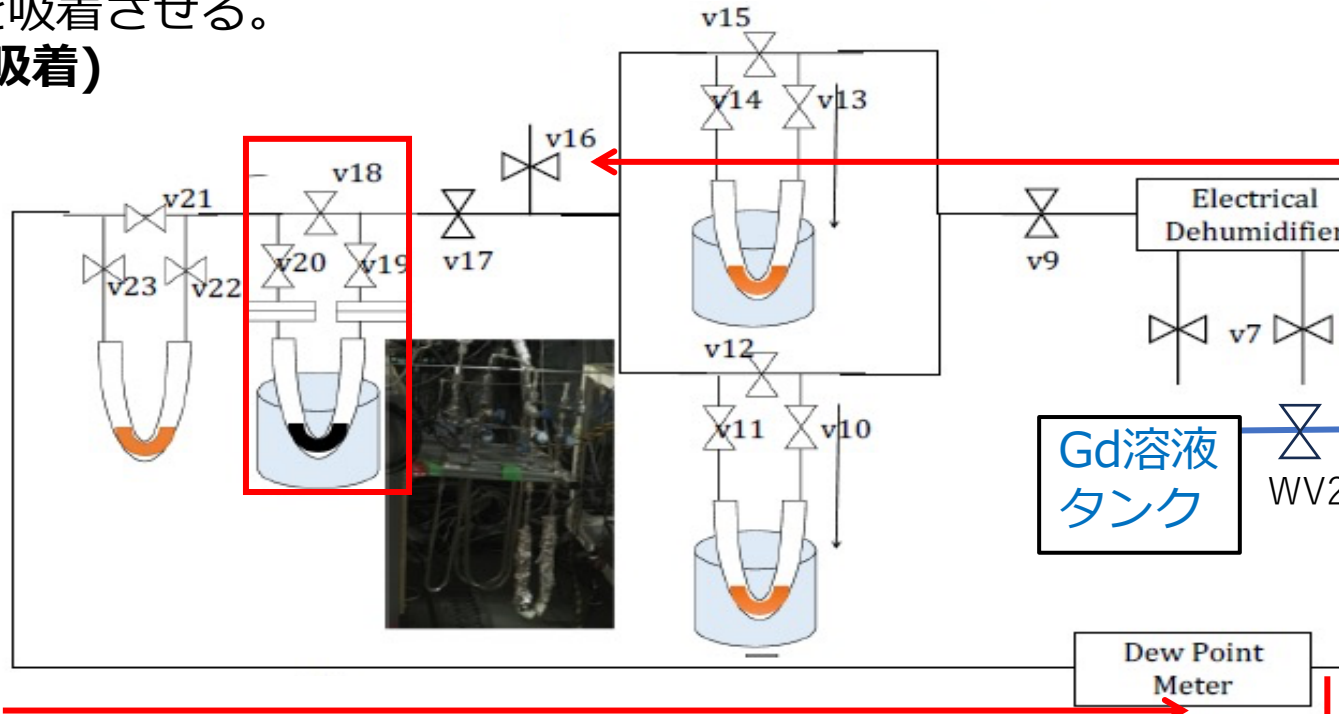 を吸着させる。
吸着)
v15
v14
v13
v16
v18
v21
v20
v19
v17
v23
v22
v9
Electrical
Dehumidifier
v7
v12
v11
v10
Gd溶液
タンク
WV2
Dew Point
Meter